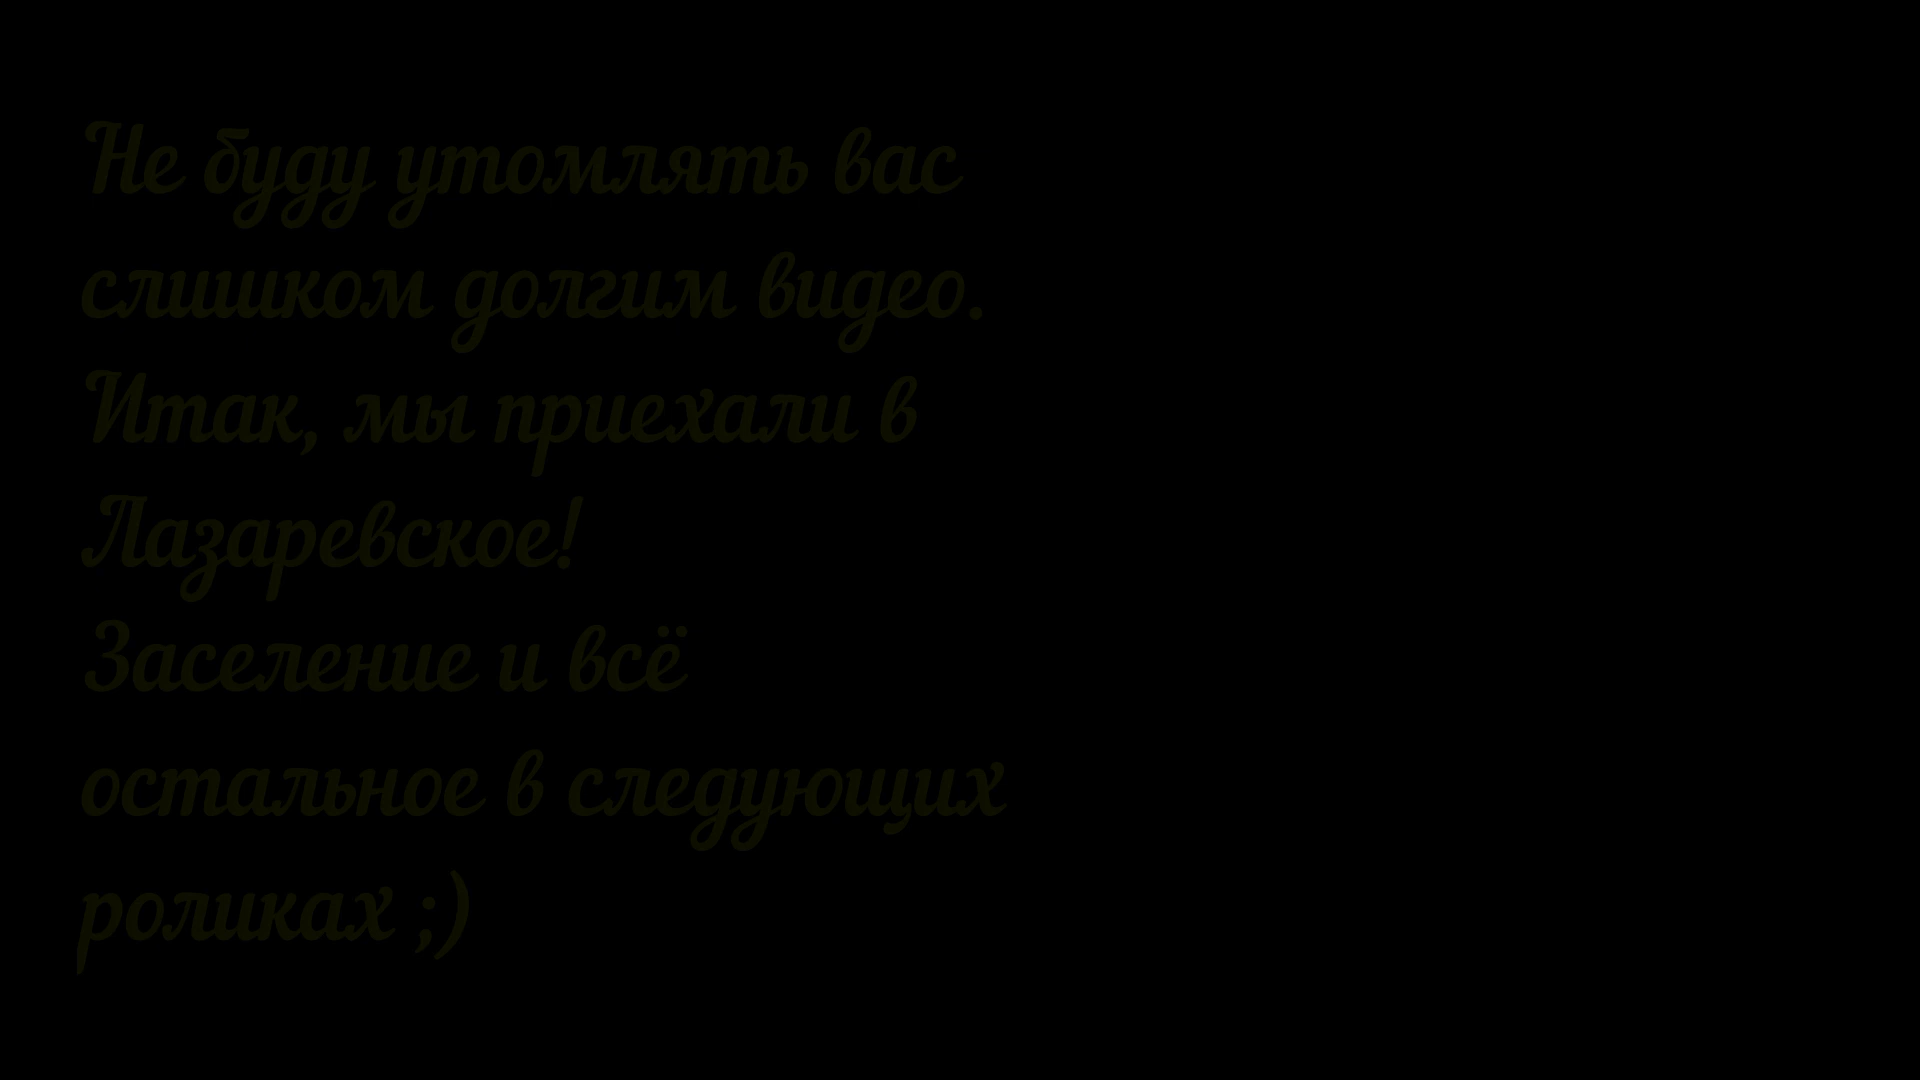 Не буду утомлять вас
слишком долгим видео.
Итак, мы приехали в
Лазаревское!
Заселение и всё
остальное в следующих
роликах ;)